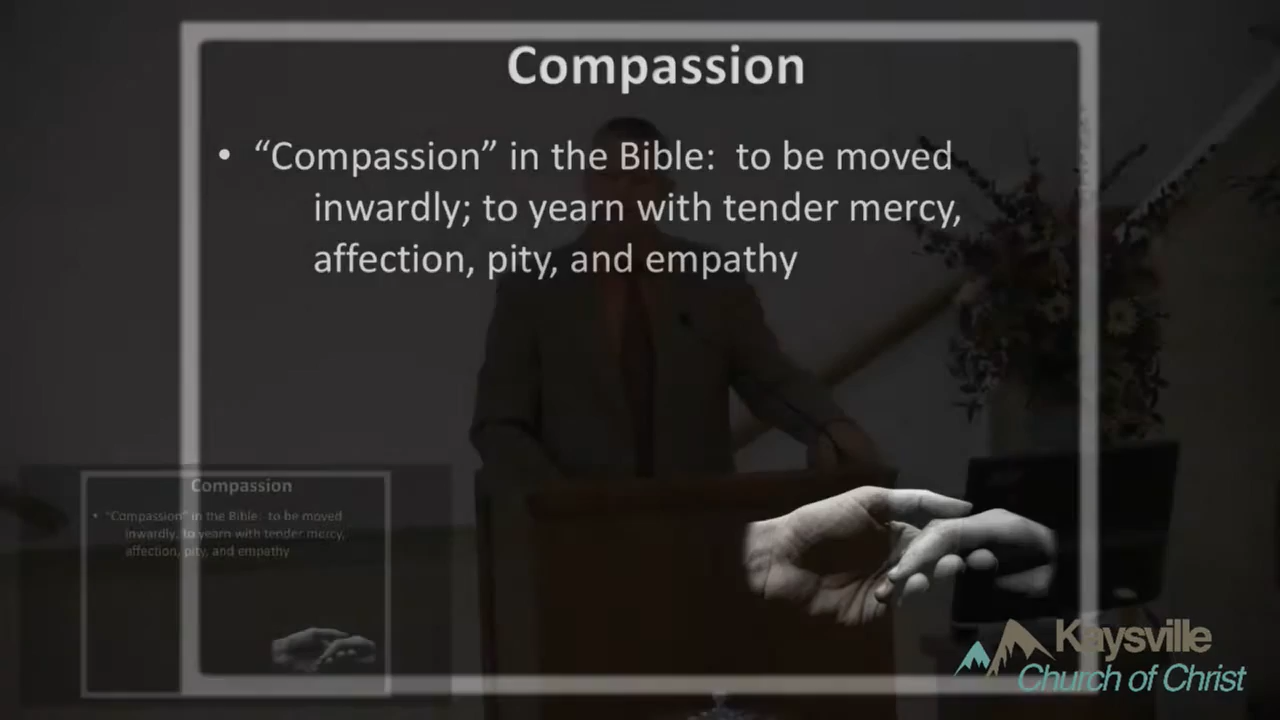 Compassion
• “Compassion” in the Bible: to be moved
inwardly; to yearn with tender mercy,
affection, pity, and empathy
Compassion
• “Compassion” in the Bible: to be moved
inwardly, to yearn with tender mercy,
affection, pity, and empathy
Kaysville
Church of Christ